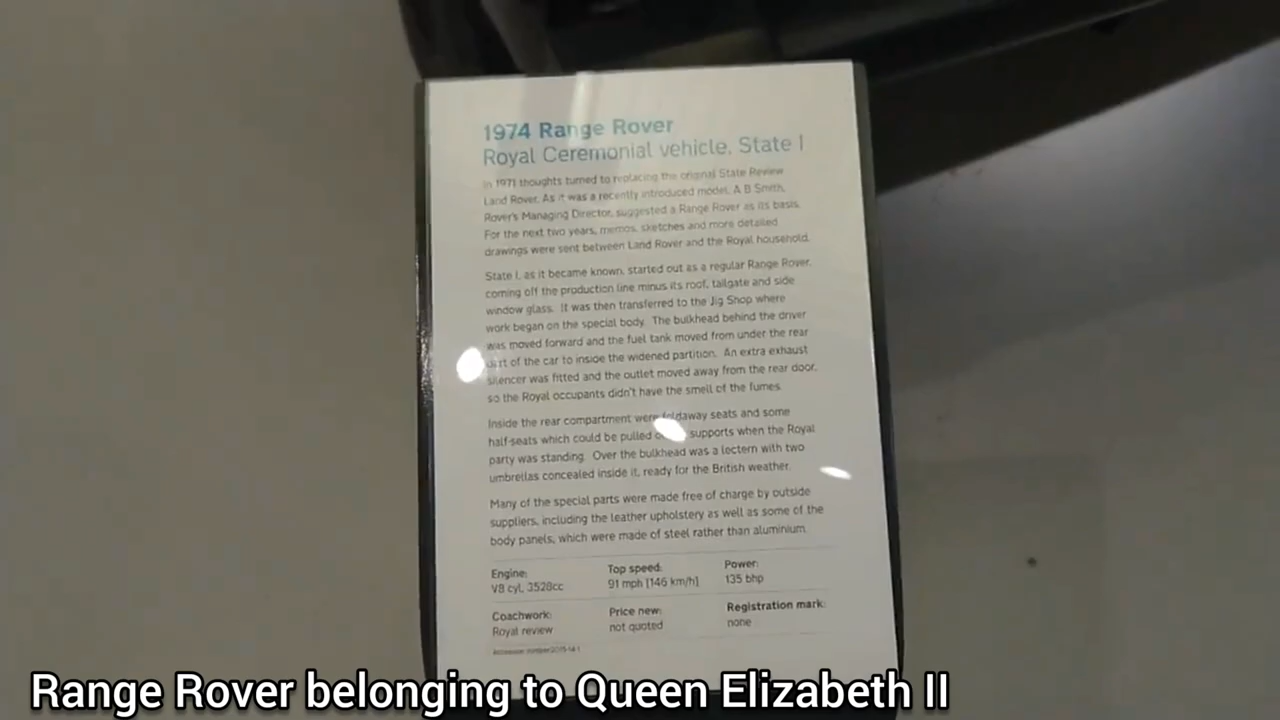 1974 Range Rover
Royal Ceremonial vehicle, State I
In 1971 thoughts turned to replacing the original State Review
Land Rover. As it was a recently introduced model, A B Smith,
Rover's Managing Director, suggested a Range Rover as its basis.
For the next two years, memos, sketches and more detailed
drawings were sent between Land Rover and the Royal household.
State I, as it became known, started out as a regular Range Rover,
coming off the production line minus its roof, tailgate and side
window glass. It was then transferred to the Jig Shop where
work began on the special body. The bulkhead behind the driver
was moved forward and the fuel tank moved from under the rear
part of the car to inside the widened partition. An extra exhaust
silencer was fitted and the outlet moved away from the rear door,
so the Royal occupants didn't have the smell of the fumes.
Inside the rear compartment were foldaway seats and some
half-seats which could be pulled supports when the Royal
party was standing. Over the bulkhead was a lectern with two
umbrellas concealed inside it, ready for the British weather.
Many of the special parts were made free of charge by outside
suppliers, including the leather upholstery as well as some of the
body panels, which were made of steel rather than aluminium.
Engine: Top speed: Power:
V8 cyl, 3528cc 91 mph [146 km/h] 135 bhp
Coachwork: Price new: Registration mark:
Royal review not quoted none
Range Rover belonging to Queen Elizabeth II